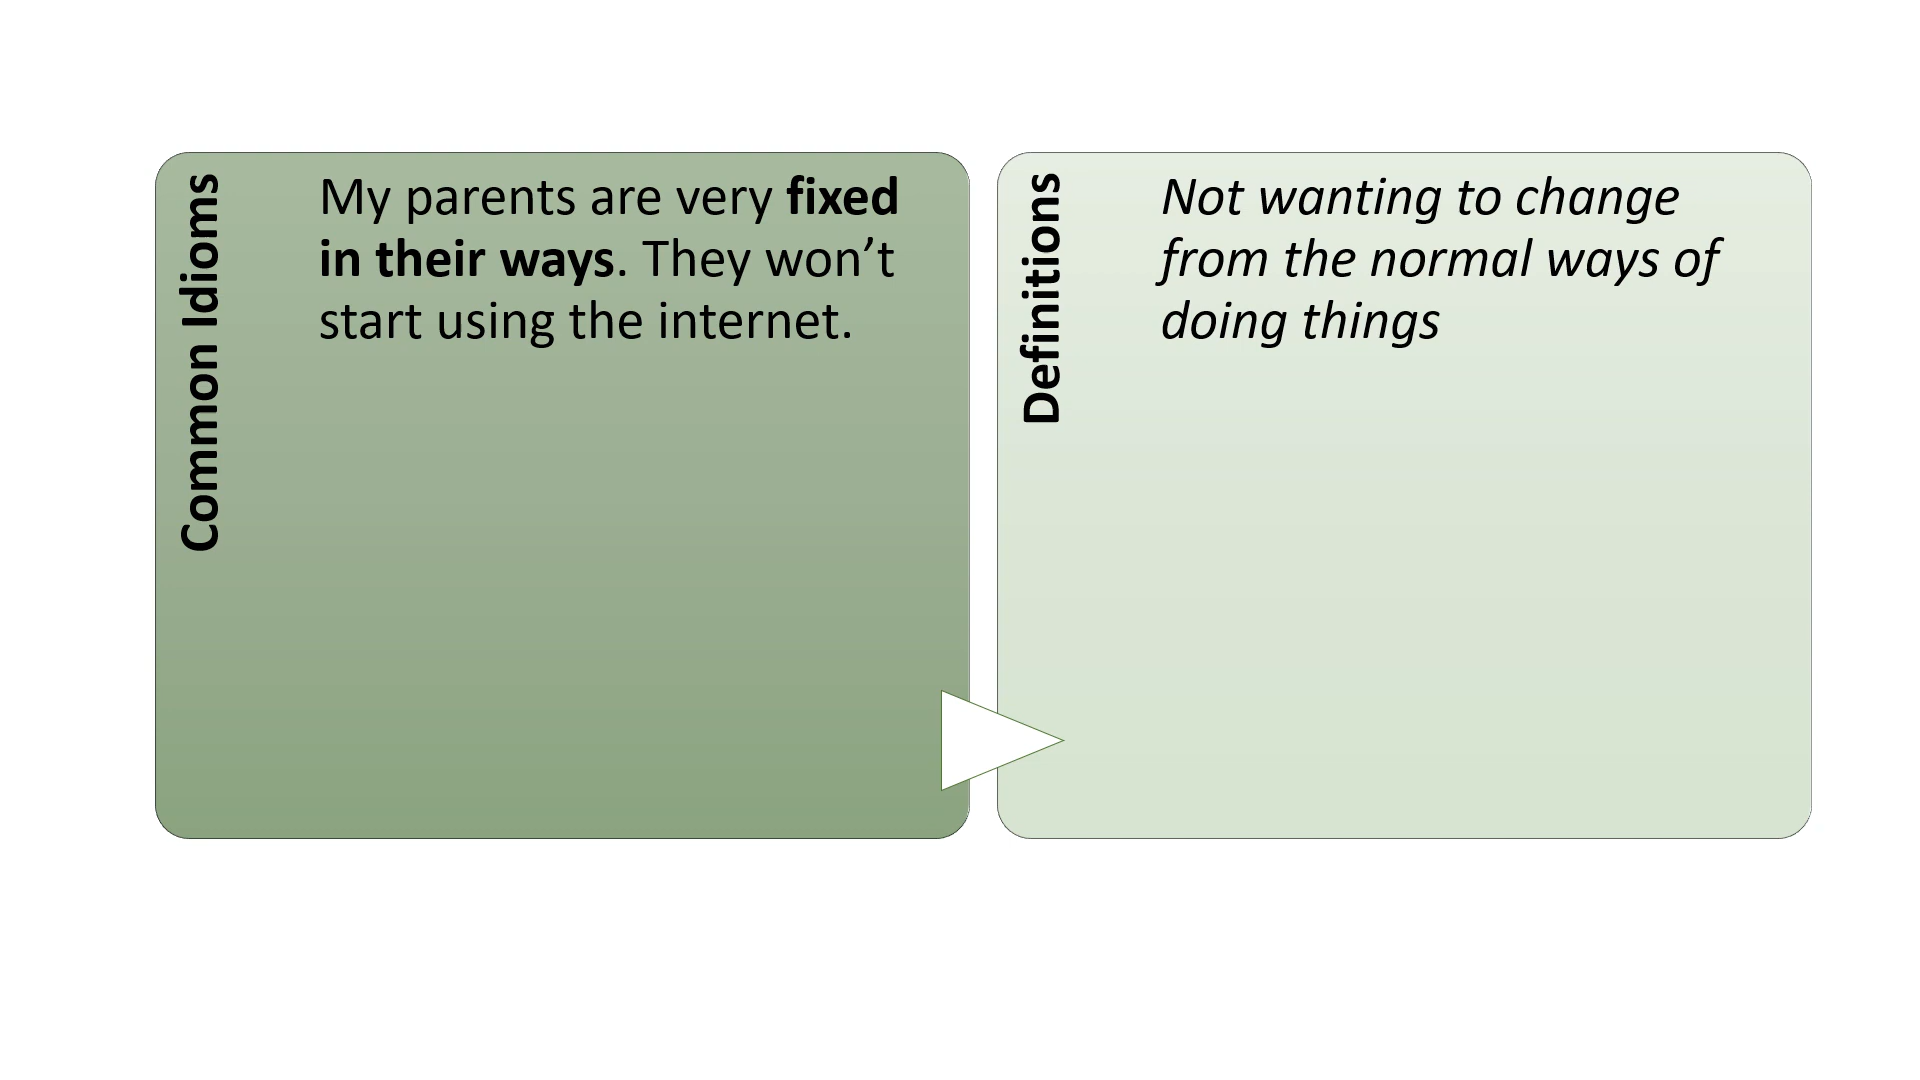 Common Idioms
My parents are very fixed
in their ways. They won’t
start using the internet.
Definitions
Not wanting to change
from the normal ways of
doing things